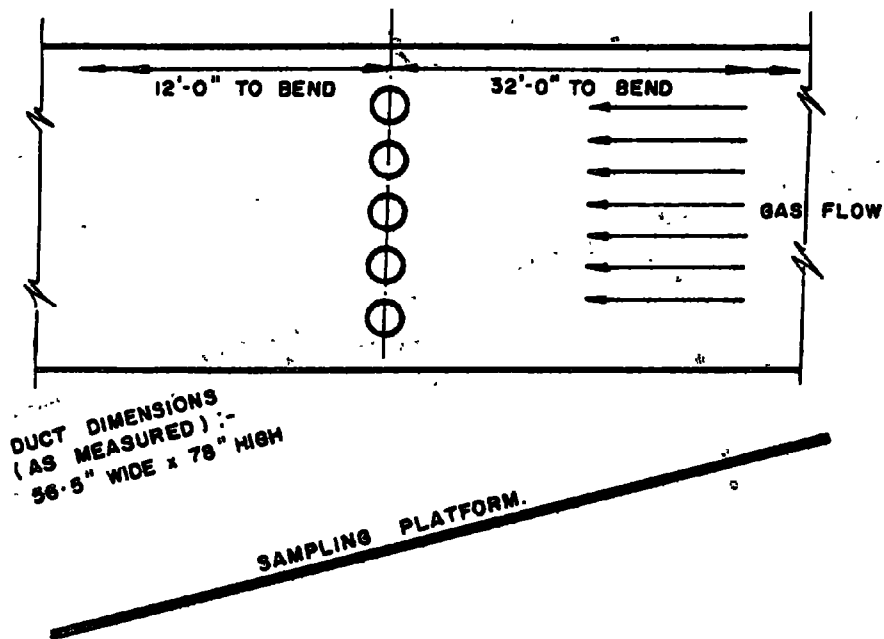 12'-0" TO BEND
32'-0" TO BEND
GAS FLOW
DUCT DIMENSIONS
(AS MEASURED):-
56.5" WIDE x 78" HIGH
SAMPLING PLATFORM.